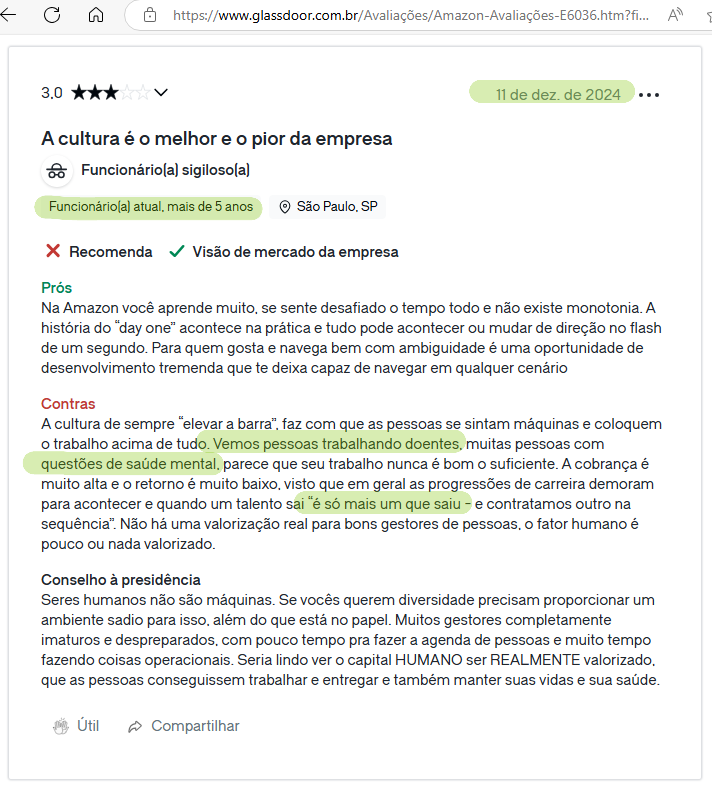 https://www.glassdoor.com.br/Avaliações/Amazon-Avaliações-E6036.htm?fi...
3,0 ★★★☆☆
11 de dez. de 2024
A cultura é o melhor e o pior da empresa
Funcionário(a) sigiloso(a)
Funcionário(a) atual, mais de 5 anos
São Paulo, SP
Recomenda
Visão de mercado da empresa
Prós
Na Amazon você aprende muito, se sente desafiado o tempo todo e não existe monotonia. A
história do “day one” acontece na prática e tudo pode acontecer ou mudar de direção no flash
de um segundo. Para quem gosta e navega bem com ambiguidade é uma oportunidade de
desenvolvimento tremenda que te deixa capaz de navegar em qualquer cenário
Contras
A cultura de sempre “elevar a barra”, faz com que as pessoas se sintam máquinas e coloquem
o trabalho acima de tudo. Vemos pessoas trabalhando doentes, muitas pessoas com
questões de saúde mental, parece que seu trabalho nunca é bom o suficiente. A cobrança é
muito alta e o retorno é muito baixo, visto que em geral as progressões de carreira demoram
para acontecer e quando um talento sai “é só mais um que saiu - e contratamos outro na
sequência”. Não há uma valorização real para bons gestores de pessoas, o fator humano é
pouco ou nada valorizado.
Conselho à presidência
Seres humanos não são máquinas. Se vocês querem diversidade precisam proporcionar um
ambiente sadio para isso, além do que está no papel. Muitos gestores completamente
imaturos e despreparados, com pouco tempo pra fazer a agenda de pessoas e muito tempo
fazendo coisas operacionais. Seria lindo ver o capital HUMANO ser REALMENTE valorizado,
que as pessoas conseguissem trabalhar e entregar e também manter suas vidas e sua saúde.
Útil
Compartilhar